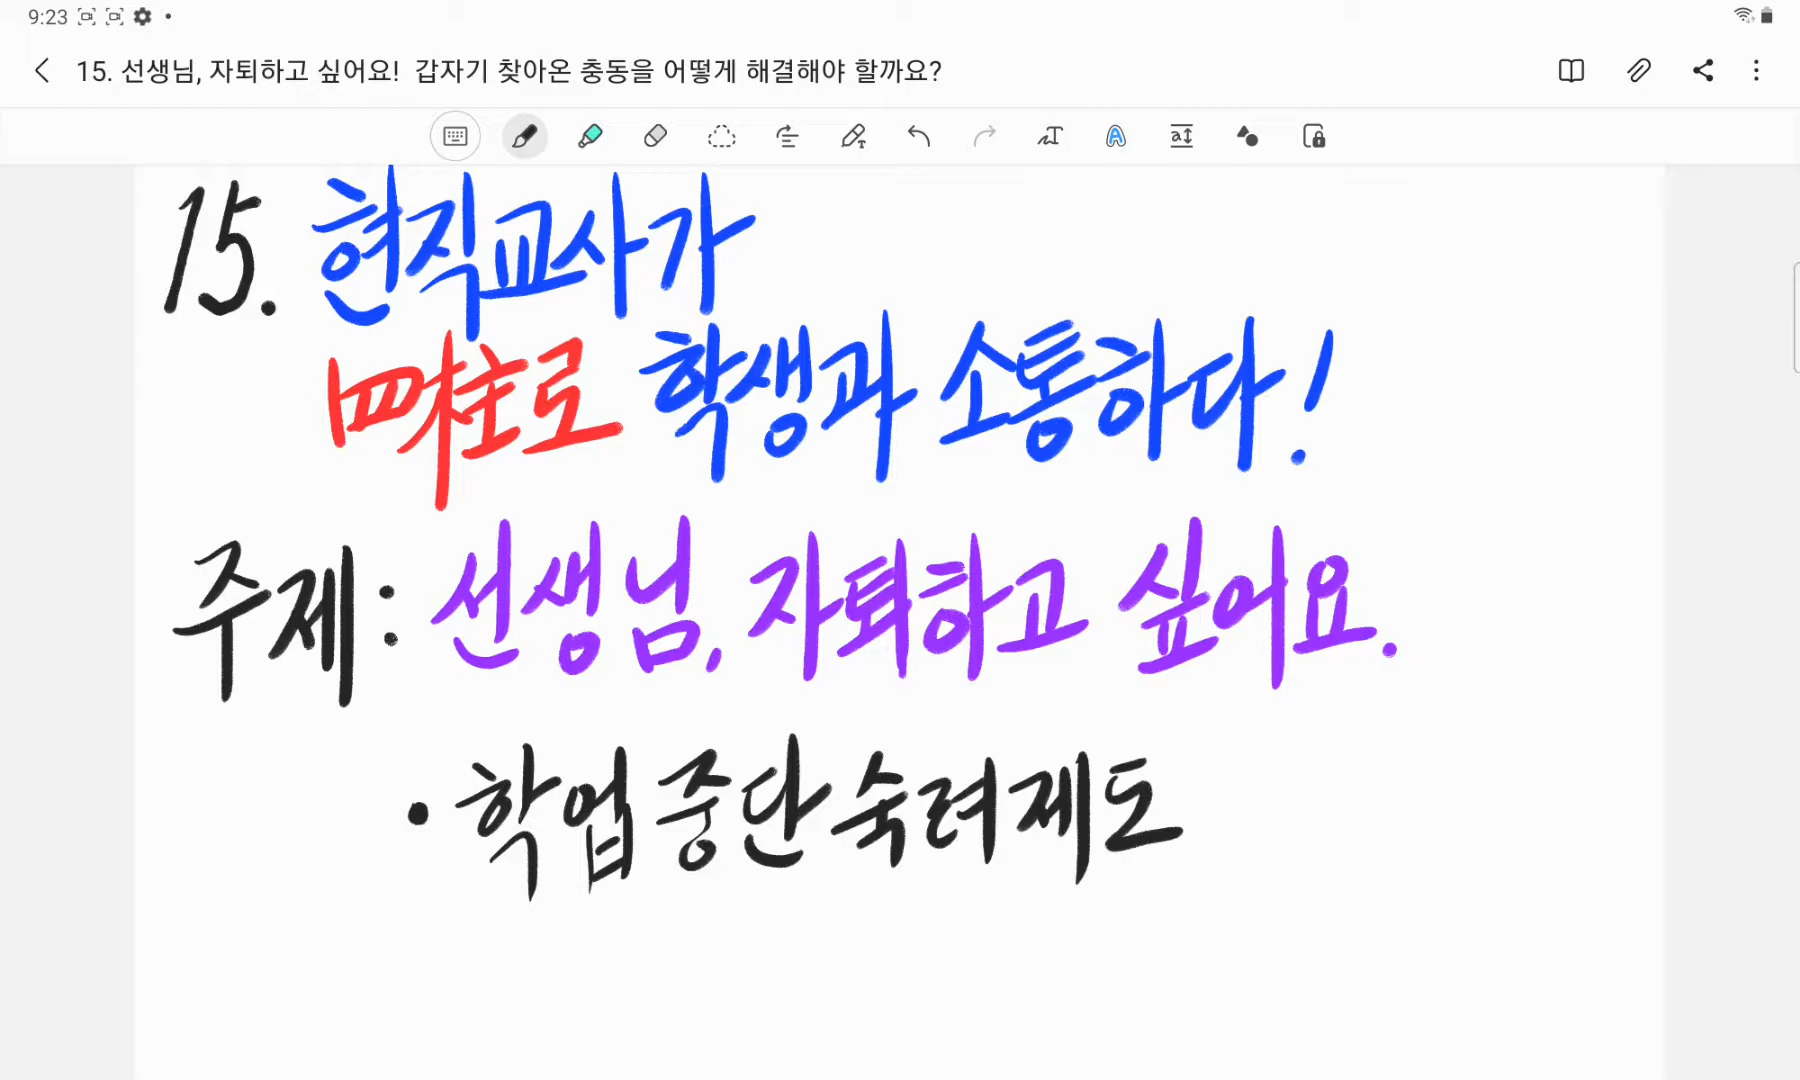 9:23
15. 선생님, 자퇴하고 싶어요! 갑자기 찾아온 충동을 어떻게 해결해야 할까요?
15. 현직교사가
四柱로 학생과 소통하다!
주제: 선생님, 자퇴하고 싶어요.
• 학업중단숙려제도